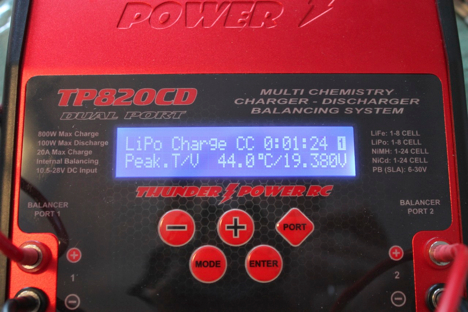 POWER
TP820CD
DUAL PORT
MULTI CHEMISTRY
CHARGER - DISCHARGER
BALANCING SYSTEM
800W Max Charge
100W Max Discharge
20A Max Charge
Internal Balancing
10.5-28V DC Input
LiPo Charge CC 0:01:24 1
Peak.T/V 44.0℃/19.380V
LiFe: 1-8 CELL
LiPo: 1-8 CELL
NiMH: 1-24 CELL
NiCd: 1-24 CELL
PB (SLA): 6-30V
THUNDER POWER RC
BALANCER
PORT 1
BALANCER
PORT 2
− + PORT
MODE ENTER
+ +
1 2
− −